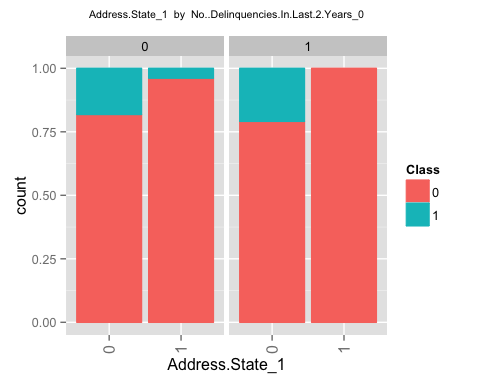 Address.State_1 by No..Delinquencies.In.Last.2.Years_0
0 1
1.00
0.75
0.50
0.25
0.00
count
0 1 0 1
Address.State_1
Class
0
1